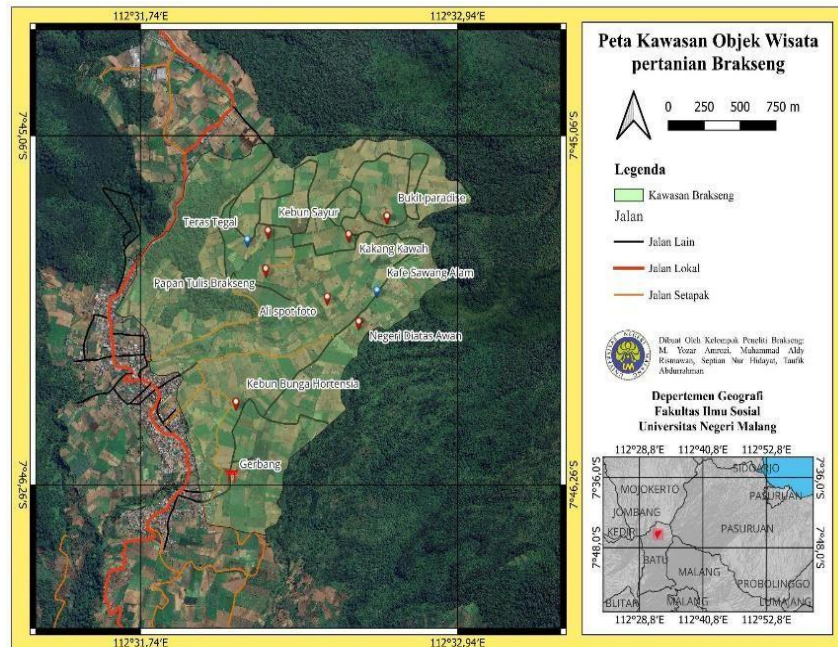 112°31,74'
112°32,94'
7°45,06'S
7°45,06'S
Bukit paradise
Kebun Sayur
Teras Tegal
Kakang Kawah
Kafe Sawang Alam
Papan Tulis Brakseng
Ali spot foto
Negeri Diatas Awan
Kebun Bunga Hortensia
Gerbang
7°46,26'S
7°46,26'S
112°31,74'
112°32,94'
Peta Kawasan Objek Wisata
pertanian Brakseng
0 250 500 750 m
Legenda
Kawasan Brakseng
Jalan
Jalan Lain
Jalan Lokal
Jalan Setapak
Dibuat Oleh Kelompok Peneliti Brakseng:
M. Yozar Amrozi, Muhammad Aldy
Rismawan, Septian Nur Hidayat, Taufik
Abdurrahman
Depertemen Geografi
Fakultas Ilmu Sosial
Universitas Negeri Malang
112°28,8'E 112°40,8'E 112°52,8'E
7°36,0'S
7°36,0'S
SIDOARJO
MOJOKERTO
PASURUAN
JOMBANG
KEDIR
PASURUAN
7°48,0'S
7°48,0'S
BATU
MALANG
PROBOLINGGO
BLITAR
MALANG
LUMAJANG
112°28,8'E 112°40,8'E 112°52,8'E